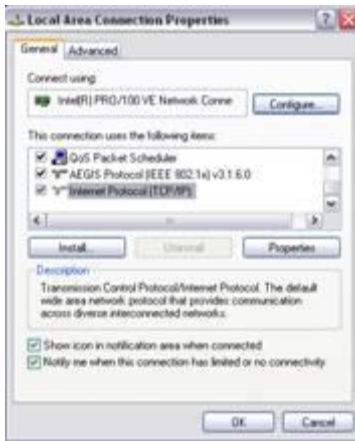 Local Area Connection Properties
General Advanced
Connect using:
Intel(R) PRO/100 VE Network Conne
Configure...
This connection uses the following items:
QoS Packet Scheduler
AEGIS Protocol (IEEE 802.1x) v3.1.6.0
Internet Protocol (TCP/IP)
Install... Uninstall Properties
Description
Transmission Control Protocol/Internet Protocol. The default
wide area network protocol that provides communication
across diverse interconnected networks.
Show icon in notification area when connected
Notify me when this connection has limited or no connectivity
OK Cancel